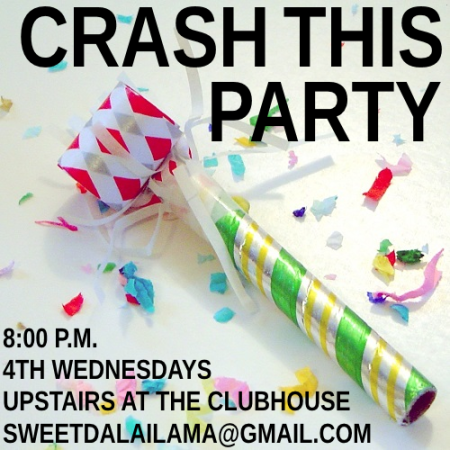 CRASH THIS
PARTY
8:00 P.M.
4TH WEDNESDAYS
UPSTAIRS AT THE CLUBHOUSE
SWEETDALAILAMA@GMAIL.COM